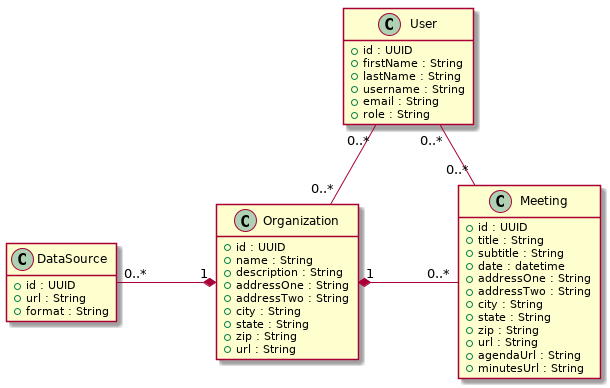 C User
id : UUID
firstName : String
lastName : String
username : String
email : String
role : String
0..*
0..*
0..*
0..*
C Organization
id : UUID
name : String
description : String
addressOne : String
addressTwo : String
city : String
state : String
zip : String
url : String
C Meeting
id : UUID
title : String
subtitle : String
date : datetime
addressOne : String
addressTwo : String
city : String
state : String
zip : String
url : String
agendaUrl : String
minutesUrl : String
C DataSource
id : UUID
url : String
format : String
0..*
1
1
0..*